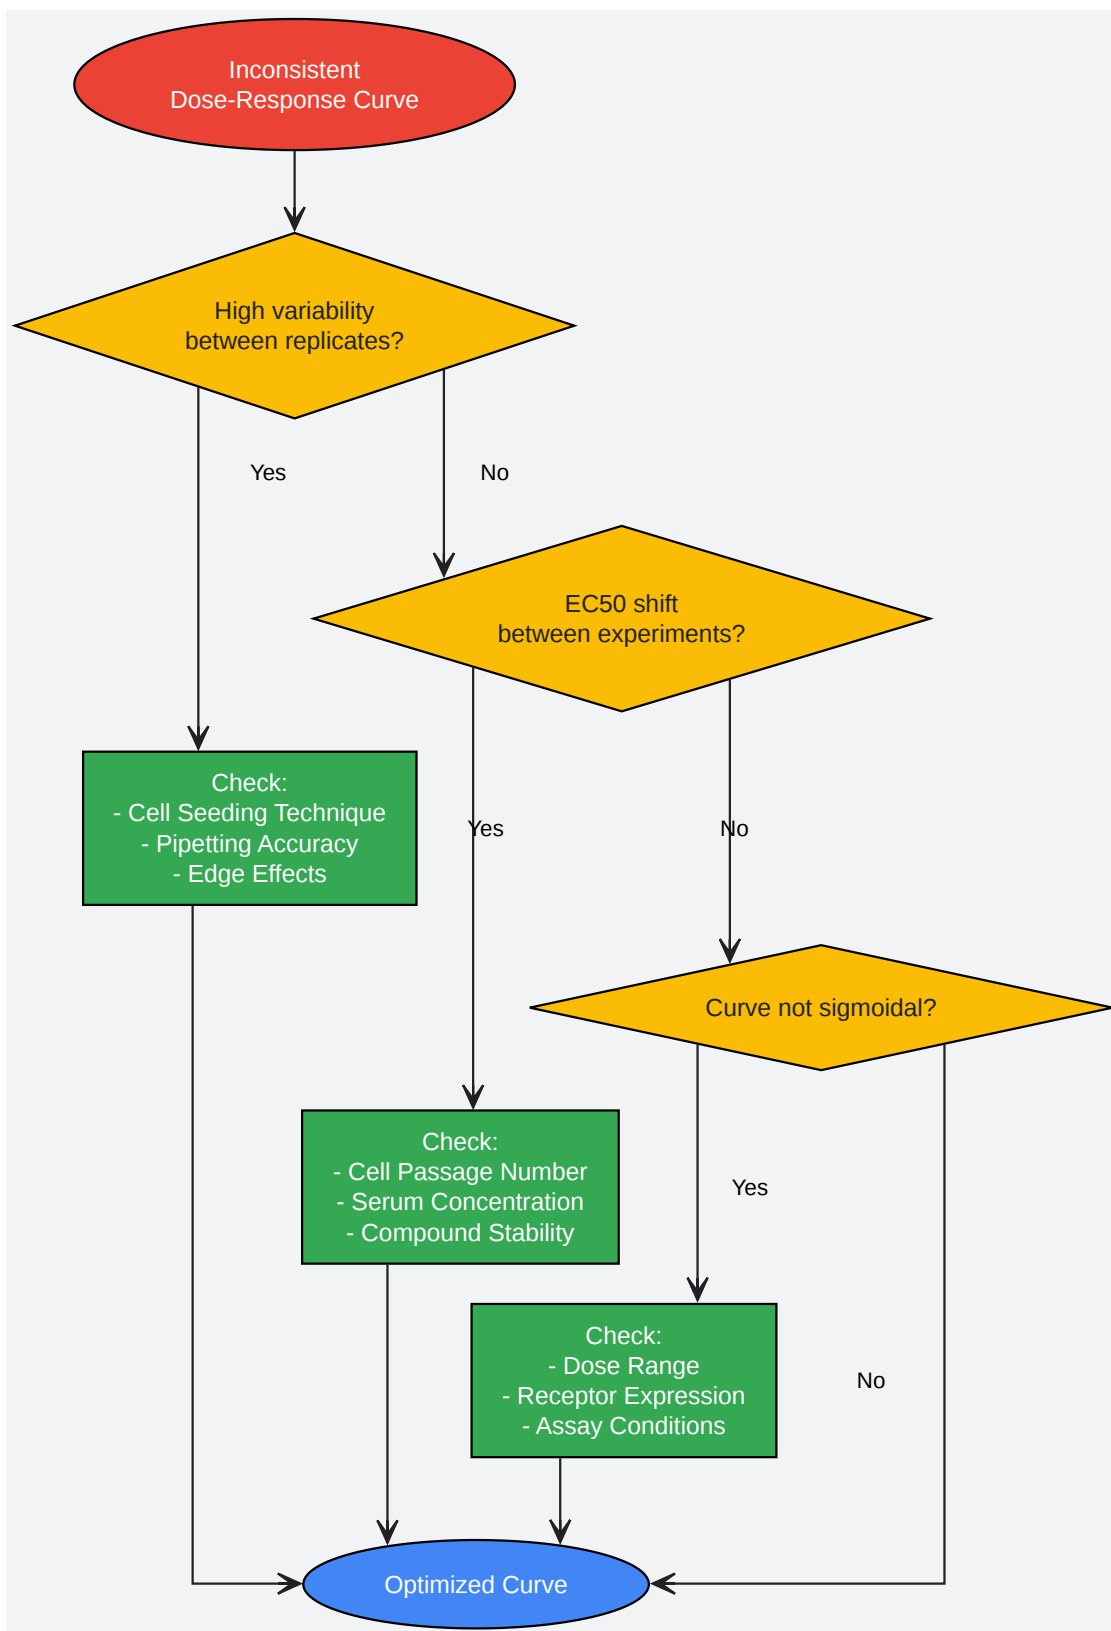 Inconsistent
Dose-Response Curve
High variability
between replicates?
Yes
No
EC50 shift
between experiments?
Check:
- Cell Seeding Technique
- Pipetting Accuracy
- Edge Effects
Yes
No
Curve not sigmoidal?
Check:
- Cell Passage Number
- Serum Concentration
- Compound Stability
Yes
Check:
- Dose Range
- Receptor Expression
- Assay Conditions
No
Optimized Curve